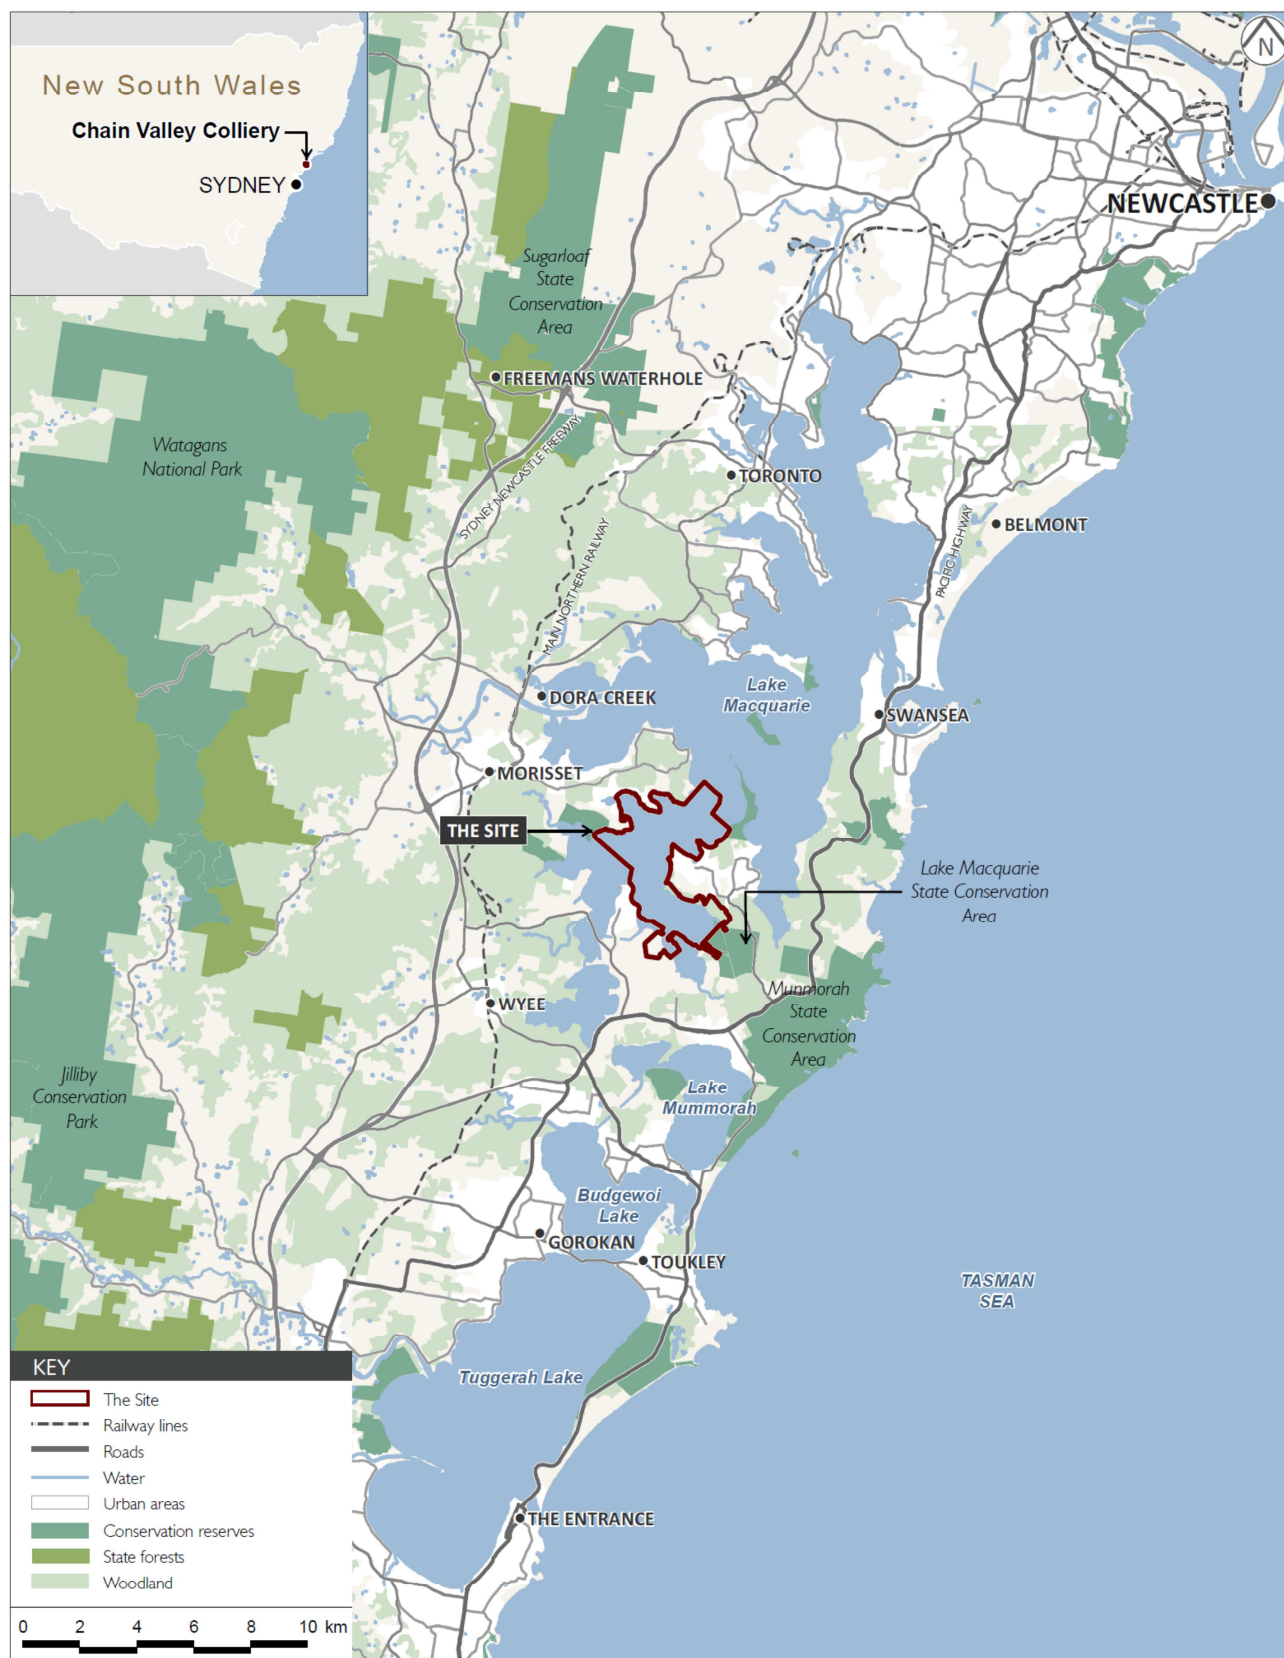 New South Wales
Chain Valley Colliery
SYDNEY
N
NEWCASTLE
Sugarloaf
State
Conservation
Area
FREEMANS WATERHOLE
Watagans
National Park
SYDNEY NEWCASTLE FREEWAY
TORONTO
BELMONT
PACIFIC HIGHWAY
MAIN NORTHERN RAILWAY
DORA CREEK
Lake
Macquarie
SWANSEA
MORISSET
THE SITE
Lake Macquarie
State Conservation
Area
WYEE
Munmorah
State
Conservation
Area
Jilliby
Conservation
Park
Lake
Mummorah
Budgewoi
Lake
GOROKAN
TOUKLEY
TASMAN
SEA
Tuggerah Lake
THE ENTRANCE
KEY
The Site
Railway lines
Roads
Water
Urban areas
Conservation reserves
State forests
Woodland
0 2 4 6 8 10 km